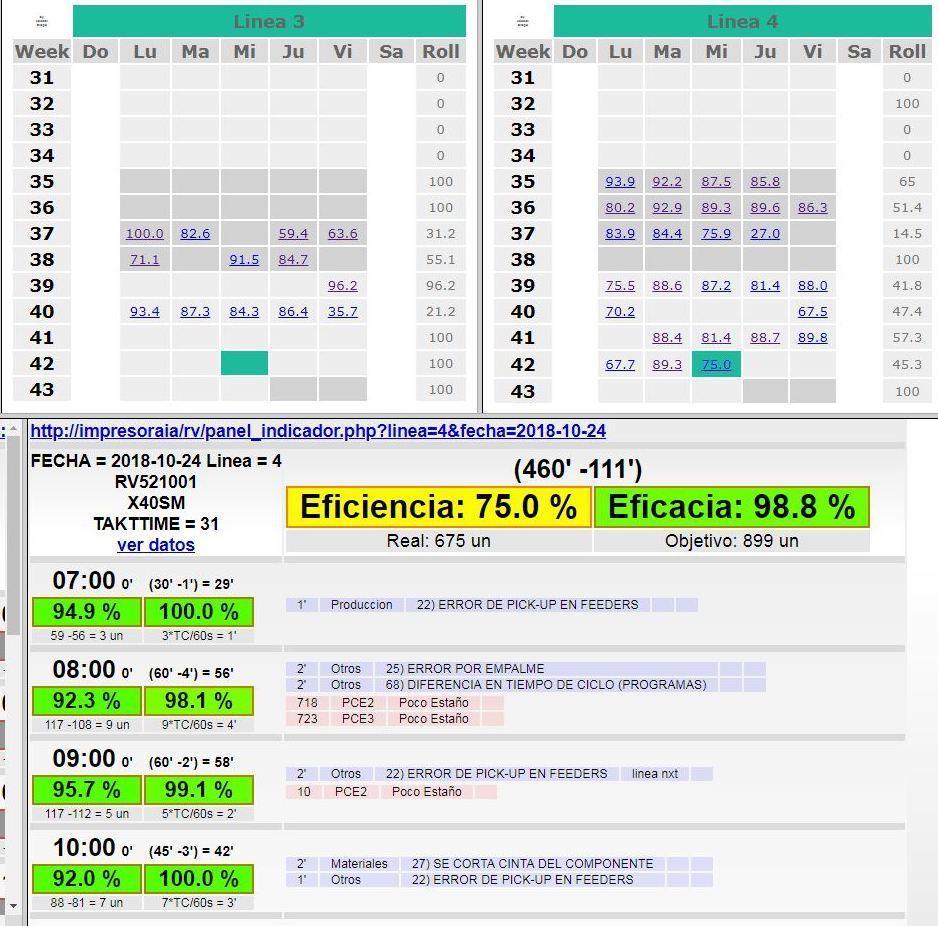 Linea 3
Week Do Lu Ma Mi Ju Vi Sa Roll
31 0
32 0
33 0
34 0
35 100
36 100
37 100.0 82.6 59.4 63.6 31.2
38 71.1 91.5 84.7 55.1
39 96.2 96.2
40 93.4 87.3 84.3 86.4 35.7 21.2
41 100
42 100
43 100
Linea 4
Week Do Lu Ma Mi Ju Vi Sa Roll
31 0
32 100
33 0
34 0
35 93.9 92.2 87.5 85.8 65
36 80.2 92.9 89.3 89.6 86.3 51.4
37 83.9 84.4 75.9 27.0 14.5
38 100
39 75.5 88.6 87.2 81.4 88.0 41.8
40 70.2 67.5 47.4
41 88.4 81.4 88.7 89.8 57.3
42 67.7 89.3 75.0 45.3
43 100
http://impresoraia/rv/panel_indicador.php?linea=4&fecha=2018-10-24
FECHA = 2018-10-24 Linea = 4
RV521001
X40SM
TAKTTIME = 31
ver datos
(460' -111')
Eficiencia: 75.0 % Eficacia: 98.8 %
Real: 675 un Objetivo: 899 un
07:00 0' (30' -1') = 29'
94.9 % 100.0 %
59 -56 = 3 un 3*TC/60s = 1'
1' Produccion 22) ERROR DE PICK-UP EN FEEDERS
08:00 0' (60' -4') = 56'
92.3 % 98.1 %
117 -108 = 9 un 9*TC/60s = 4'
2' Otros 25) ERROR POR EMPALME
2' Otros 68) DIFERENCIA EN TIEMPO DE CICLO (PROGRAMAS)
718 PCE2 Poco Estaño
723 PCE3 Poco Estaño
09:00 0' (60' -2') = 58'
95.7 % 99.1 %
117 -112 = 5 un 5*TC/60s = 2'
2' Otros 22) ERROR DE PICK-UP EN FEEDERS linea nxt
10 PCE2 Poco Estaño
10:00 0' (45' -3') = 42'
92.0 % 100.0 %
88 -81 = 7 un 7*TC/60s = 3'
2' Materiales 27) SE CORTA CINTA DEL COMPONENTE
1' Otros 22) ERROR DE PICK-UP EN FEEDERS